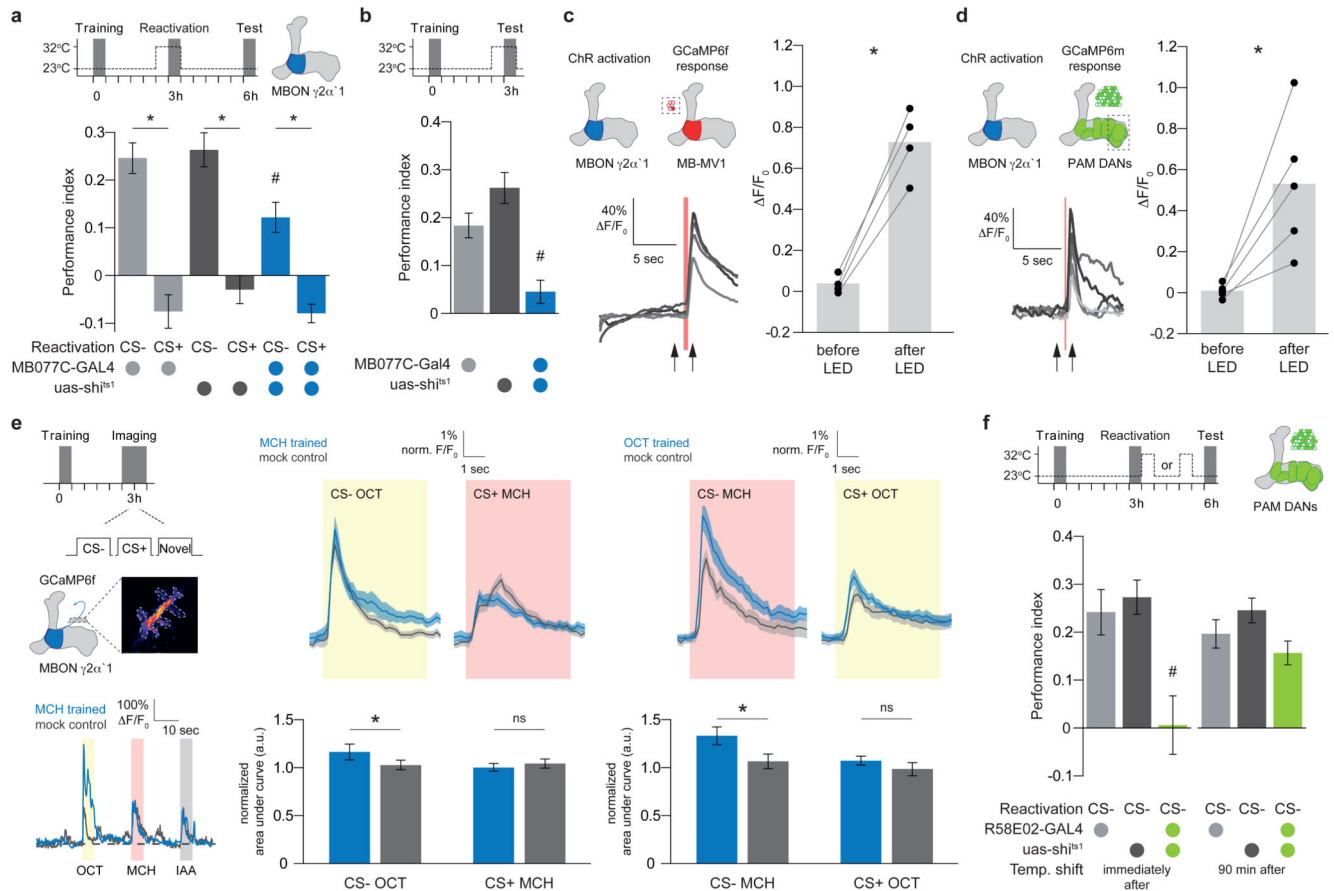 a
Training Reactivation Test
32°C
23°C
0 3h 6h
MBON γ2α`1
Performance index
0.3
0.2
0.1
0
-0.1
* * *
#
Reactivation CS- CS+ CS- CS+ CS- CS+
MB077C-GAL4
uas-shits1
b
Training Test
32°C
23°C
0 3h
Performance index
0.4
0.3
0.2
0.1
0
#
MB077C-Gal4
uas-shits1
c
ChR activation GCaMP6f response
MBON γ2α`1 MB-MV1
40%
ΔF/F0
5 sec
*
ΔF/F0
1.2
1.0
0.8
0.6
0.4
0.2
0
-0.2
before LED after LED
d
ChR activation GCaMP6m response
MBON γ2α`1 PAM DANs
40%
ΔF/F0
5 sec
*
ΔF/F0
1.2
1.0
0.8
0.6
0.4
0.2
0
-0.2
before LED after LED
e
Training Imaging
0 3h
CS- CS+ Novel
GCaMP6f
MBON γ2α`1
MCH trained
mock control
100%
ΔF/F0
10 sec
OCT MCH IAA
MCH trained
mock control
1%
norm. F/F0
1 sec
CS- OCT CS+ MCH
OCT trained
mock control
1%
norm. F/F0
1 sec
CS- MCH CS+ OCT
normalized
area under curve (a.u.)
1.5
1.0
0.5
0
* ns
CS- OCT CS+ MCH
normalized
area under curve (a.u.)
1.5
1.0
0.5
0
* ns
CS- MCH CS+ OCT
f
Training Reactivation Test
32°C
23°C
or
0 3h 6h
PAM DANs
Performance index
0.4
0.3
0.2
0.1
0
-0.1
#
Reactivation CS- CS- CS- CS- CS- CS-
R58E02-GAL4
uas-shits1
Temp. shift immediately after 90 min after